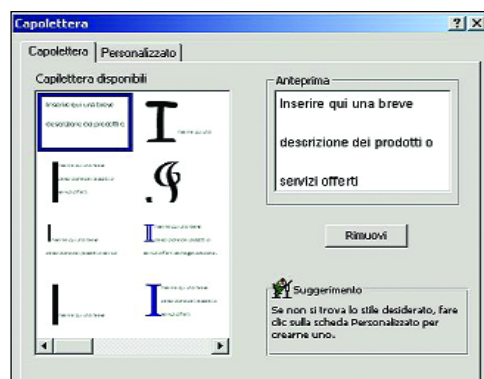 Capolettera
Capolettera
Personalizzato
Capilettera disponibili
Inserire qui una breve
descrizione dei prodotti o
Anteprima
Inserire qui una breve
descrizione dei prodotti o
servizi offerti
Rimuovi
Suggerimento
Se non si trova lo stile desiderato, fare
clic sulla scheda Personalizzato per
crearne uno.